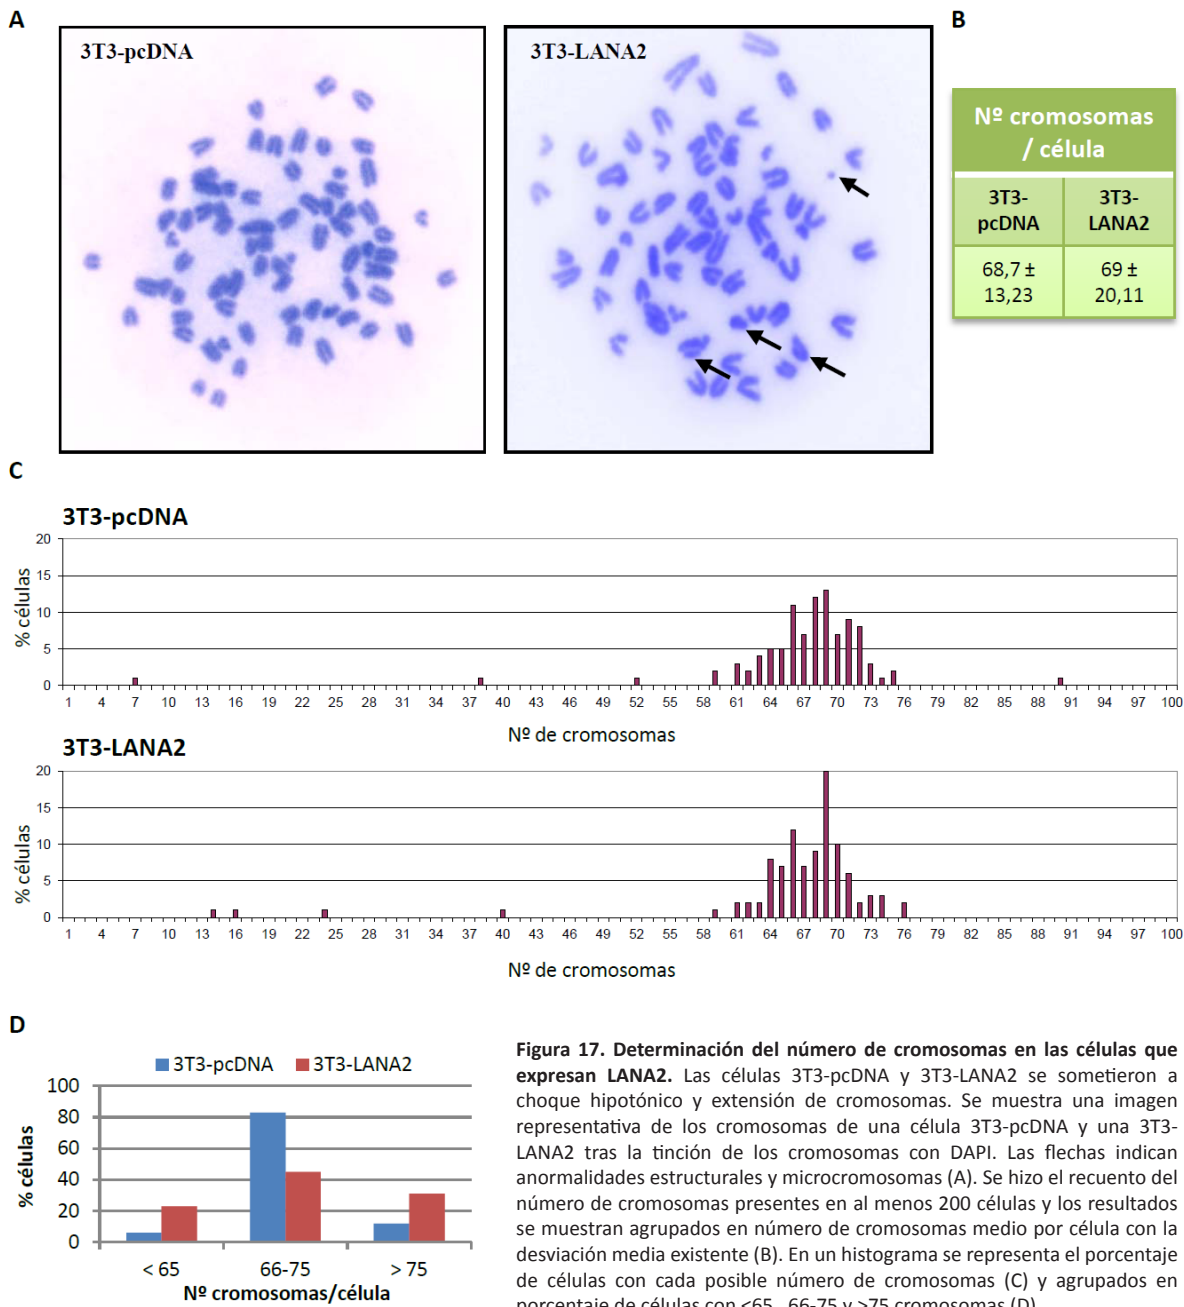 A
B
3T3-pcDNA
3T3-LANA2
Nº cromosomas
/ célula
3T3-
pcDNA
3T3-
LANA2
68,7 ±
13,23
69 ±
20,11
C
3T3-pcDNA
% células
20
15
10
5
0
1 4 7 10 13 16 19 22 25 28 31 34 37 40 43 46 49 52 55 58 61 64 67 70 73 76 79 82 85 88 91 94 97 100
Nº de cromosomas
3T3-LANA2
% células
20
15
10
5
0
1 4 7 10 13 16 19 22 25 28 31 34 37 40 43 46 49 52 55 58 61 64 67 70 73 76 79 82 85 88 91 94 97 100
Nº de cromosomas
D
3T3-pcDNA 3T3-LANA2
% células
100
80
60
40
20
0
< 65 66-75 > 75
Nº cromosomas/célula
Figura 17. Determinación del número de cromosomas en las células que
expresan LANA2. Las células 3T3-pcDNA y 3T3-LANA2 se sometieron a
choque hipotónico y extensión de cromosomas. Se muestra una imagen
representativa de los cromosomas de una célula 3T3-pcDNA y una 3T3-
LANA2 tras la tinción de los cromosomas con DAPI. Las flechas indican
anormalidades estructurales y microcromosomas (A). Se hizo el recuento del
número de cromosomas presentes en al menos 200 células y los resultados
se muestran agrupados en número de cromosomas medio por célula con la
desviación media existente (B). En un histograma se representa el porcentaje
de células con cada posible número de cromosomas (C) y agrupados en
porcentaje de células con <65, 66-75 y >75 cromosomas (D)